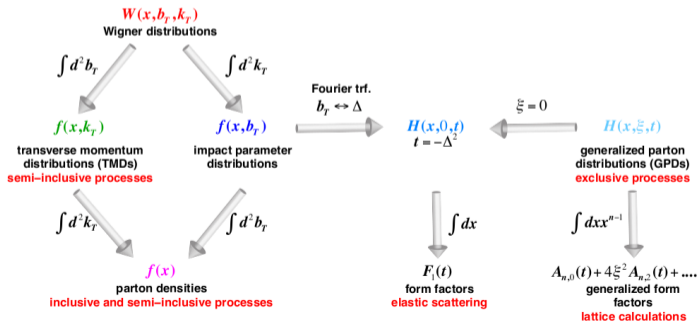 W(x,b_T,k_T)
Wigner distributions
∫d²b_T
∫d²k_T
Fourier trf.
b_T ↔ Δ
ξ = 0
f(x,k_T)
f(x,b_T)
H(x,0,t)
t = −Δ²
H(x,ξ,t)
transverse momentum
distributions (TMDs)
semi–inclusive processes
impact parameter
distributions
generalized parton
distributions (GPDs)
exclusive processes
∫d²k_T
∫d²b_T
∫dx
∫dxx^{n−1}
f(x)
parton densities
inclusive and semi–inclusive processes
F₁(t)
form factors
elastic scattering
A_{n,0}(t) + 4ξ²A_{n,2}(t) + ....
generalized form
factors
lattice calculations